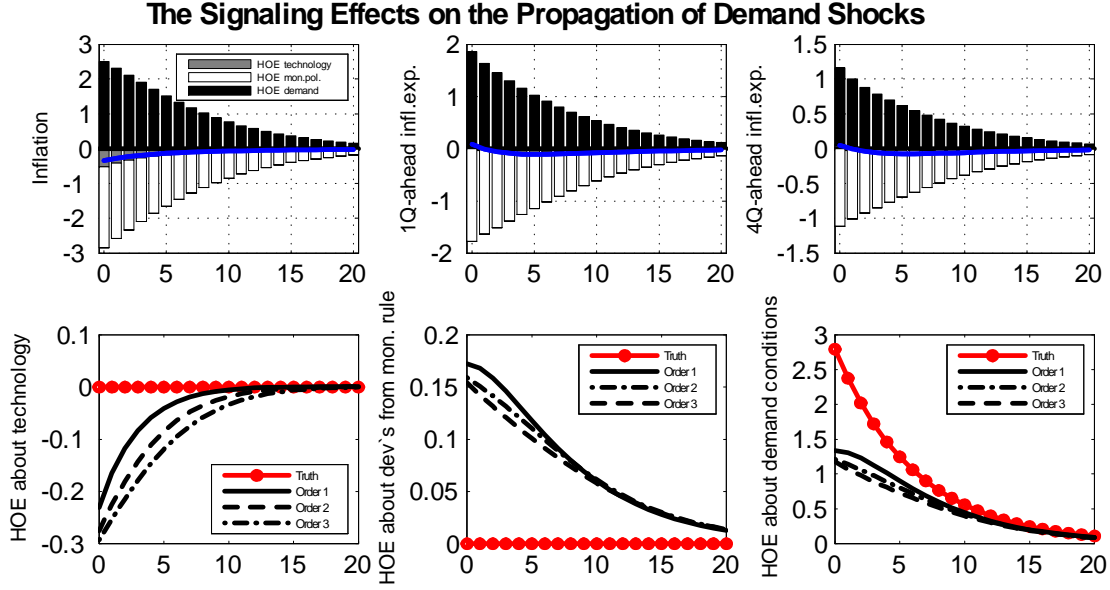 The Signaling Effects on the Propagation of Demand Shocks
Inflation
3
2
1
0
-1
-2
-3
0 5 10 15 20
HOE technology
HOE mon.pol.
HOE demand
1Q-ahead infl.exp.
2
1
0
-1
-2
0 5 10 15 20
4Q-ahead infl.exp.
1.5
1
0.5
0
-0.5
-1
-1.5
0 5 10 15 20
HOE about technology
0.1
0
-0.1
-0.2
-0.3
0 5 10 15 20
Truth
Order 1
Order 2
Order 3
HOE about dev`s from mon. rule
0.2
0.15
0.1
0.05
0
0 5 10 15 20
Truth
Order 1
Order 2
Order 3
HOE about demand conditions
3
2.5
2
1.5
1
0.5
0
0 5 10 15 20
Truth
Order 1
Order 2
Order 3